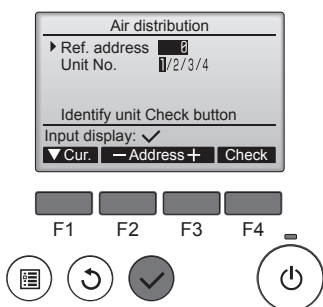 Air distribution
Ref. address 0
Unit No. 1/2/3/4
Identify unit Check button
Input display: ✓
▼Cur. －Address＋ Check
F1 F2 F3 F4